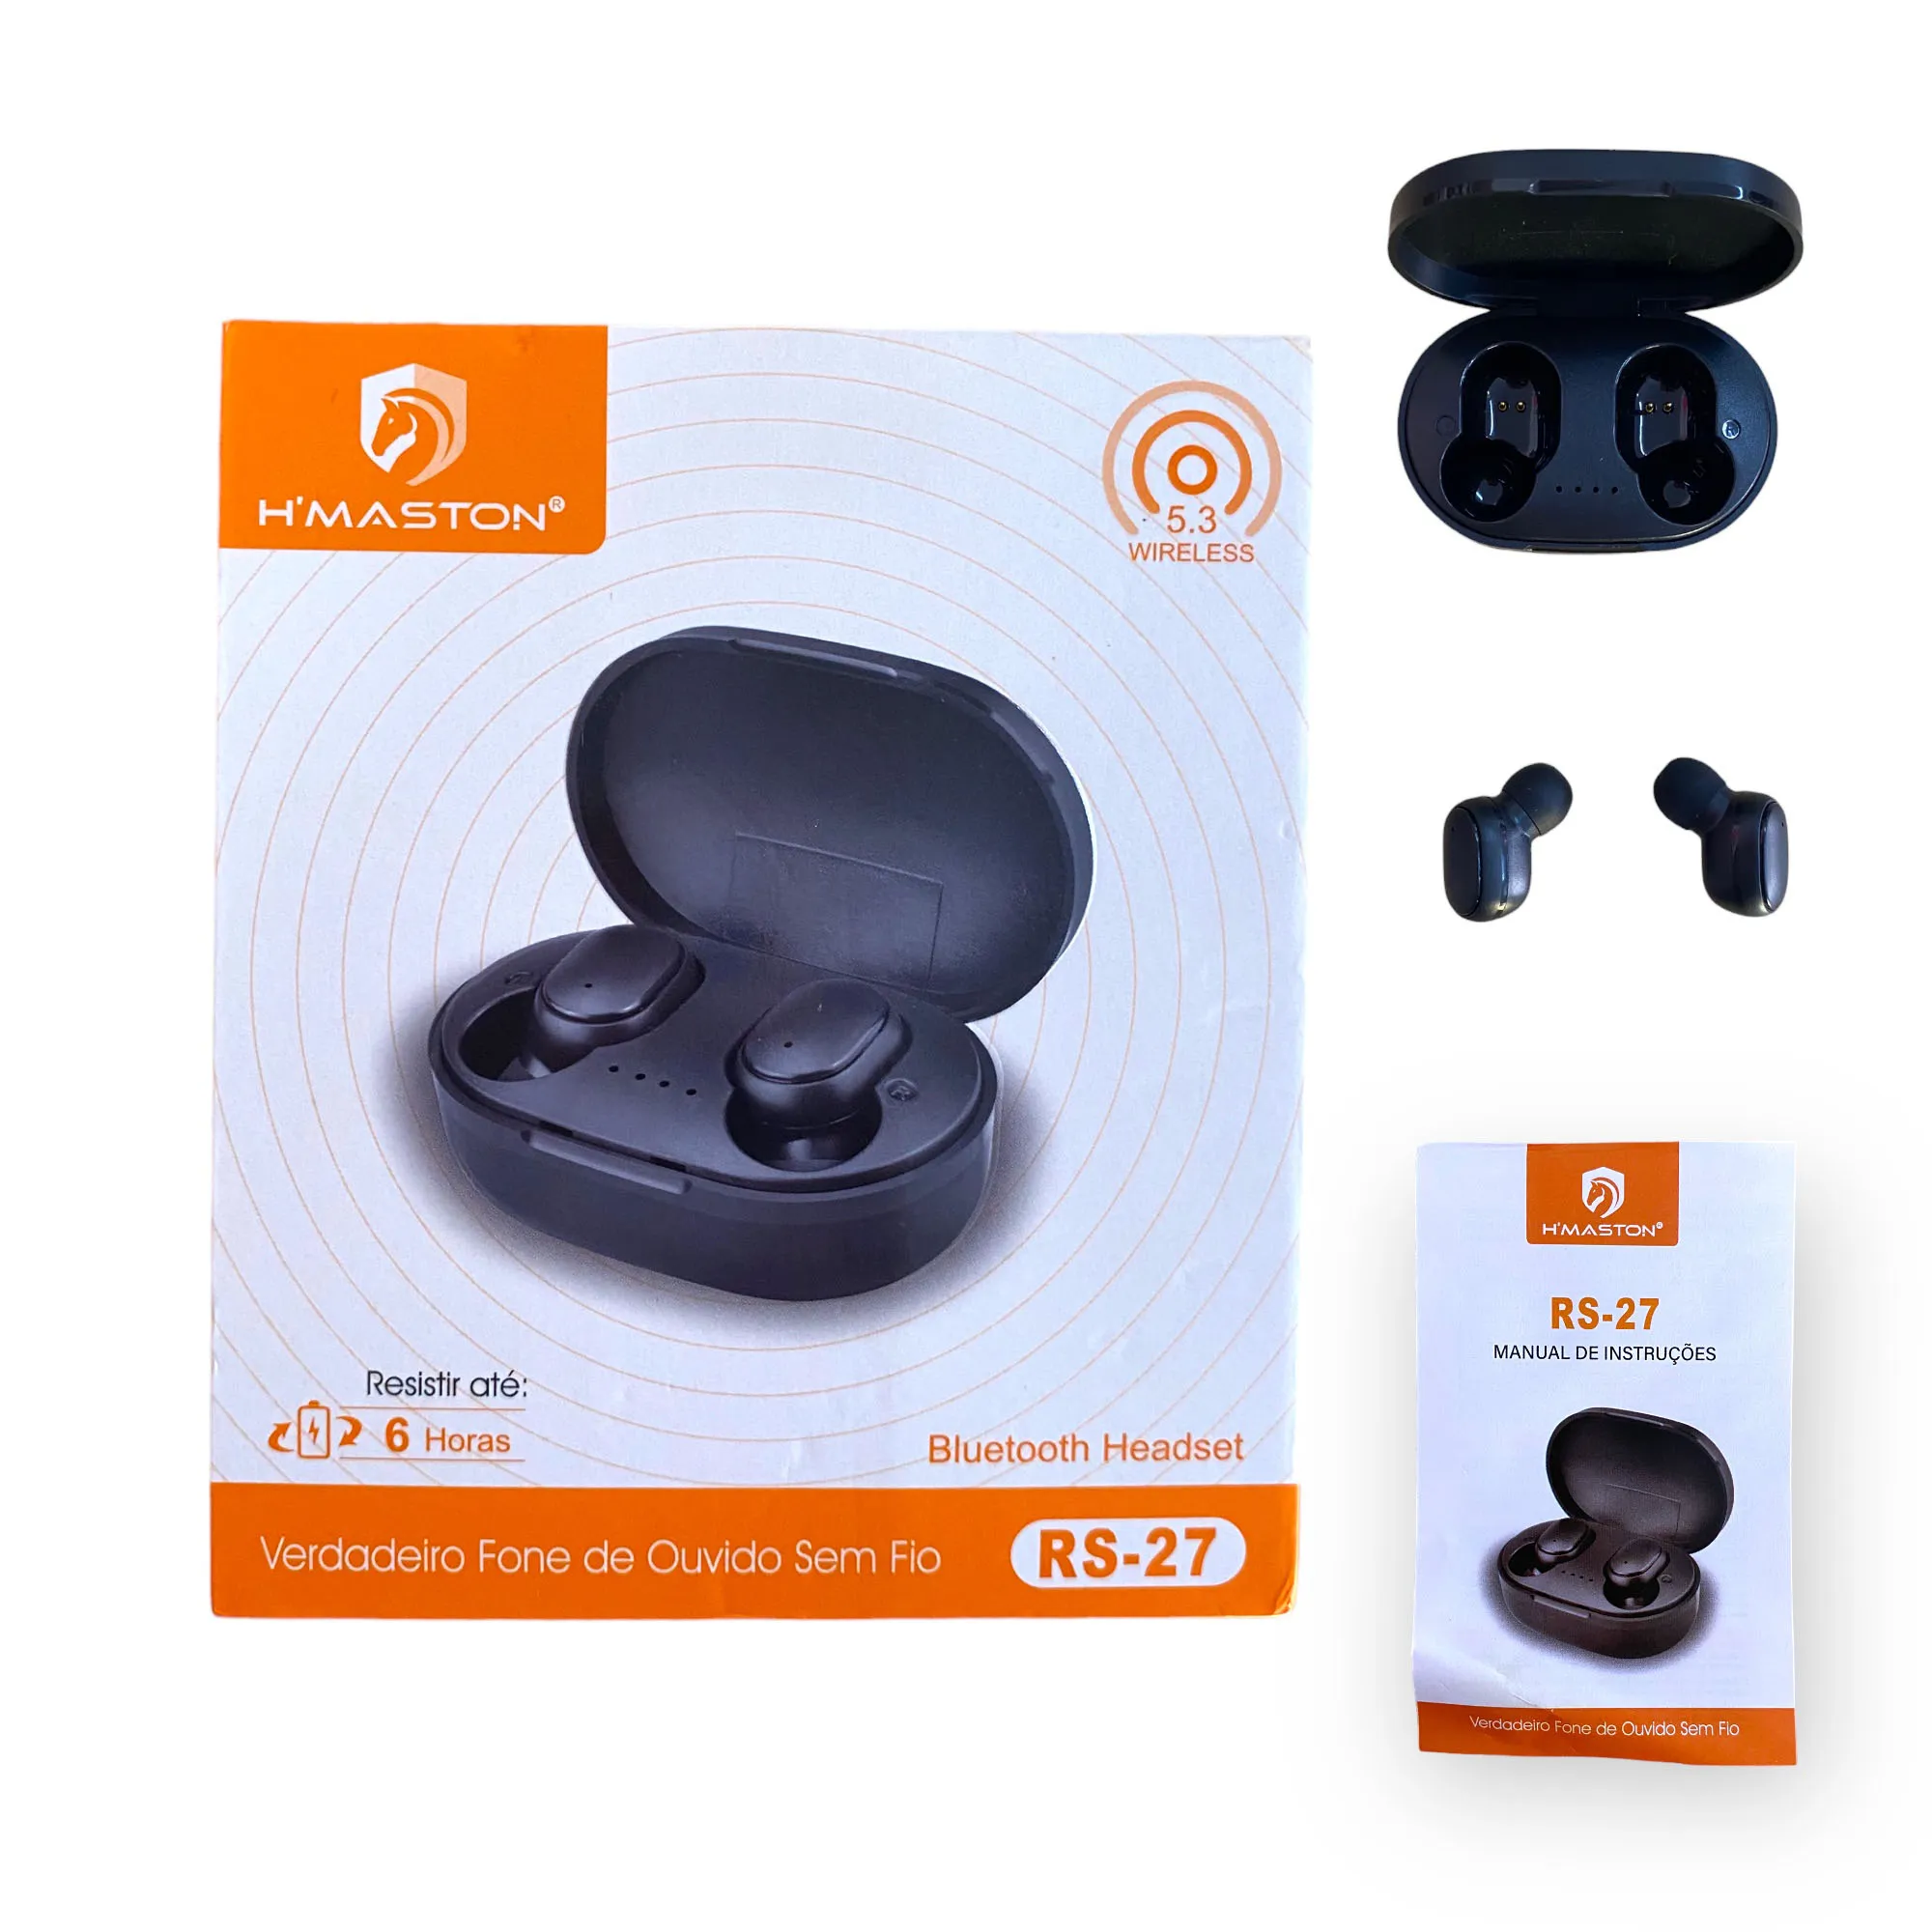 H'MASTON®
5.3
WIRELESS
Resistir até:
6 Horas
Bluetooth Headset
Verdadeiro Fone de Ouvido Sem Fio
RS-27
R
H'MASTON®
RS-27
MANUAL DE INSTRUÇÕES
Verdadeiro Fone de Ouvido Sem Fio